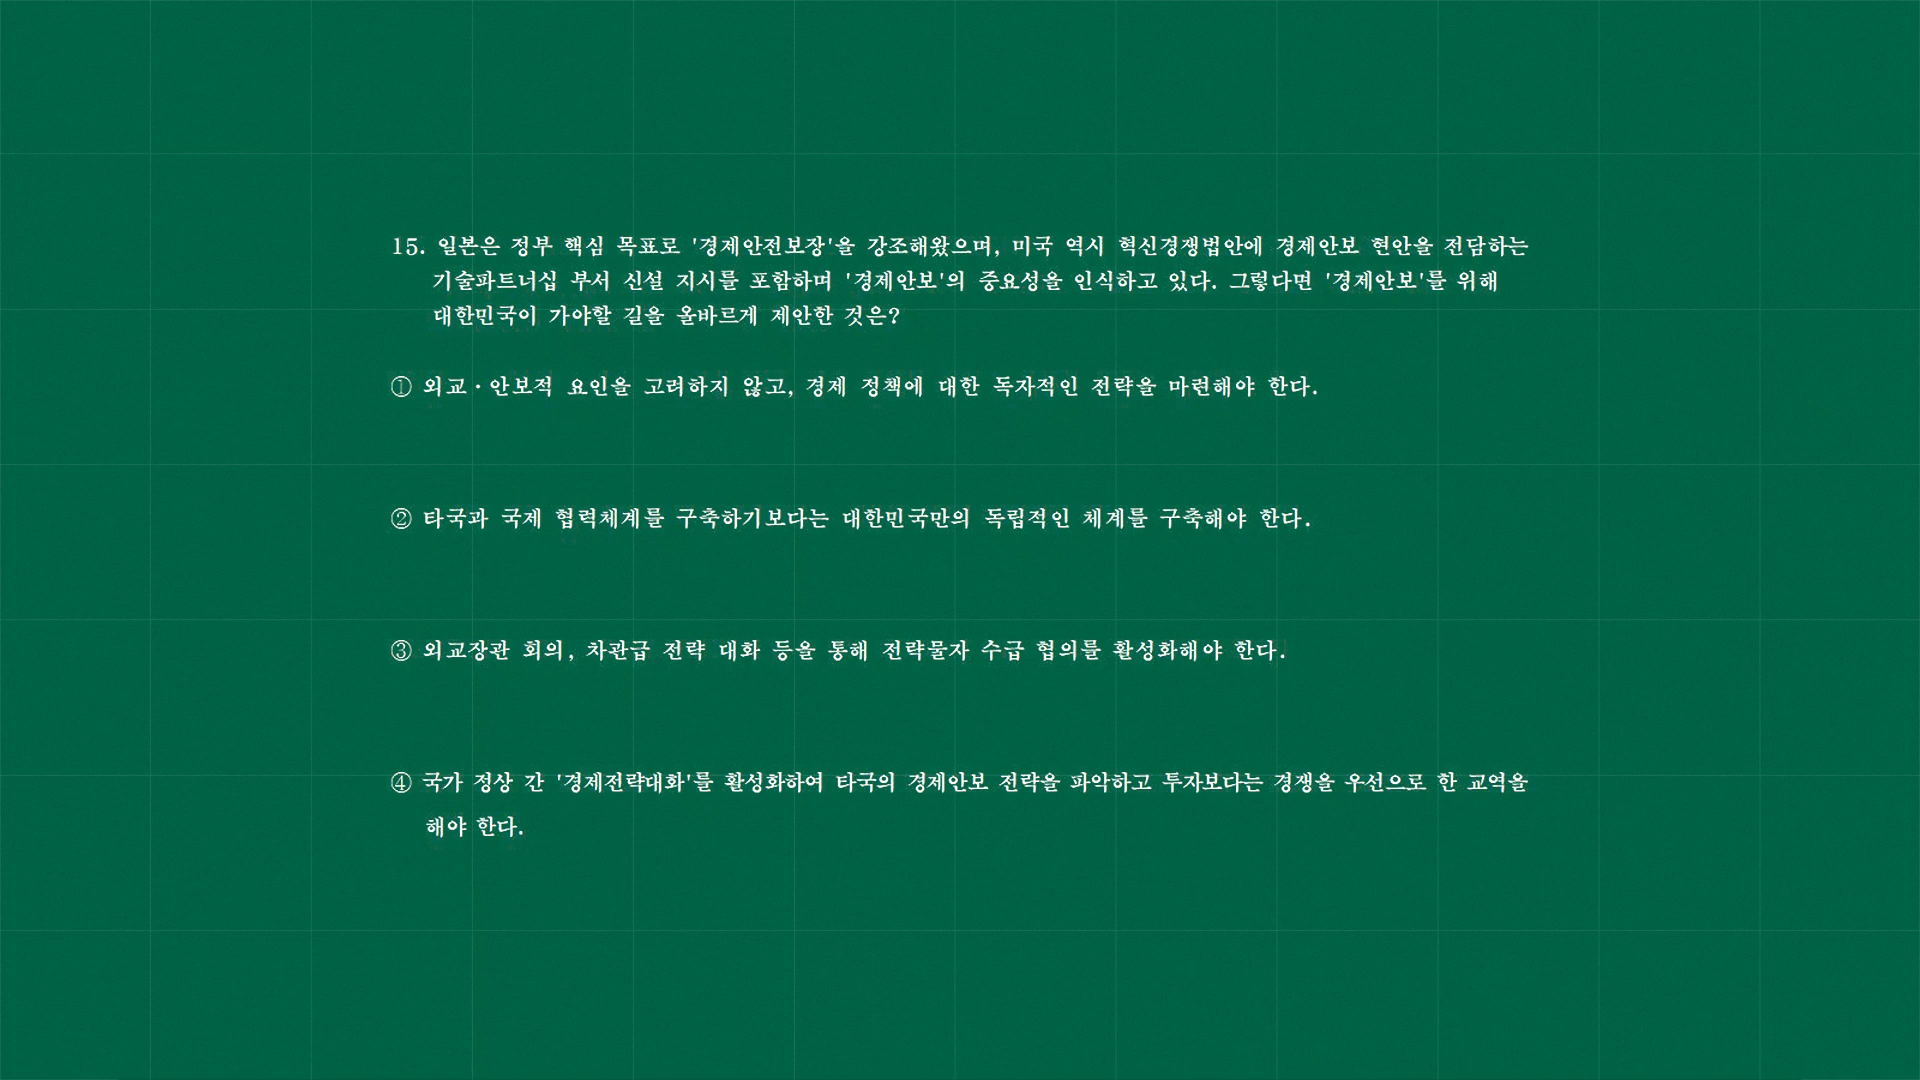 15. 일본은 정부 핵심 목표로 '경제안전보장'을 강조해왔으며, 미국 역시 혁신경쟁법안에 경제안보 현안을 전담하는
기술파트너십 부서 신설 지시를 포함하며 '경제안보'의 중요성을 인식하고 있다. 그렇다면 '경제안보'를 위해
대한민국이 가야할 길을 올바르게 제안한 것은?
① 외교·안보적 요인을 고려하지 않고, 경제 정책에 대한 독자적인 전략을 마련해야 한다.
② 타국과 국제 협력체계를 구축하기보다는 대한민국만의 독립적인 체계를 구축해야 한다.
③ 외교장관 회의, 차관급 전략 대화 등을 통해 전략물자 수급 협의를 활성화해야 한다.
④ 국가 정상 간 '경제전략대화'를 활성화하여 타국의 경제안보 전략을 파악하고 투자보다는 경쟁을 우선으로 한 교역을
해야 한다.